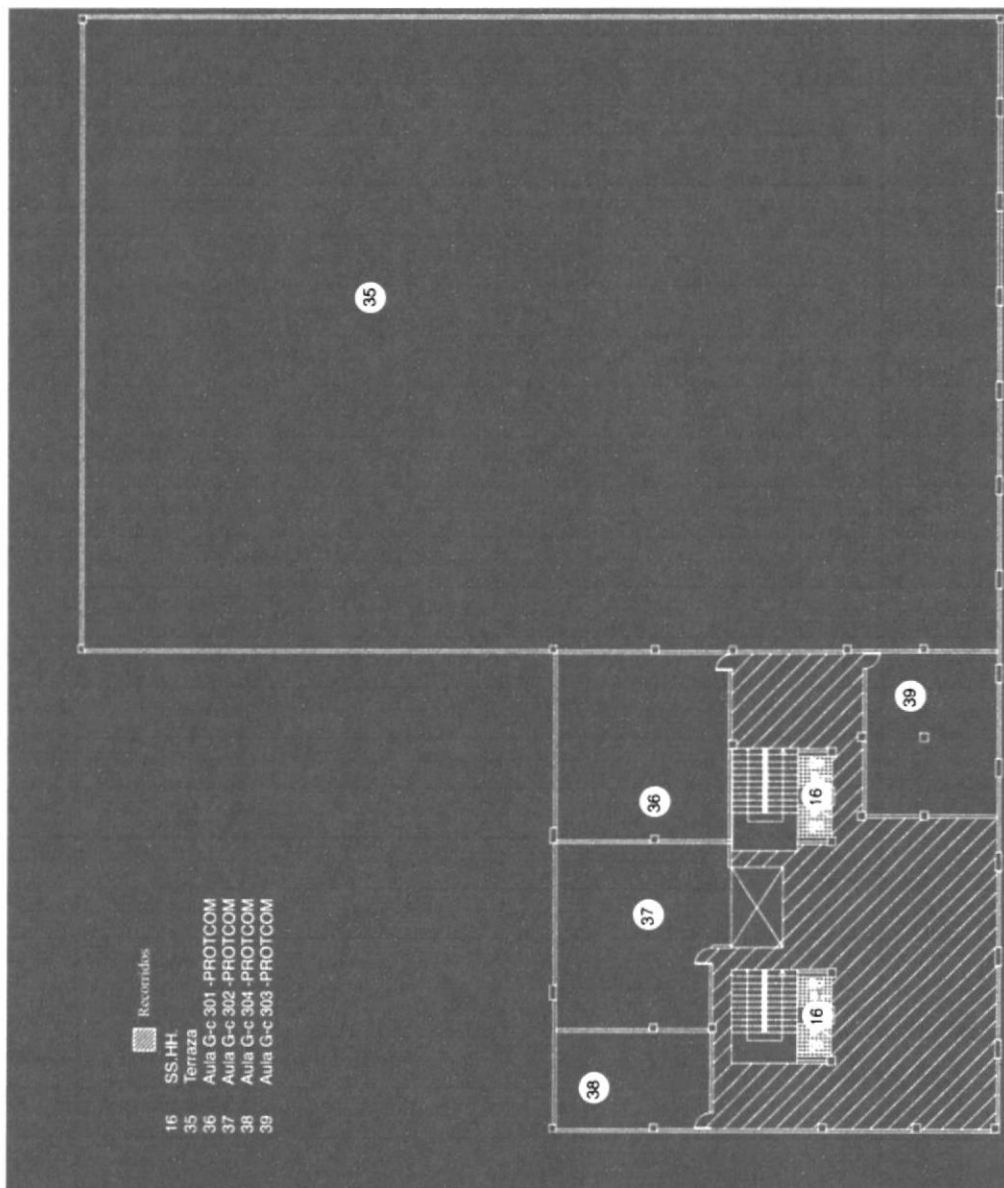 Recorridos
16 SS.HH.
35 Terraza
36 Aula G-c 301 -PROTCOM
37 Aula G-c 302 -PROTCOM
38 Aula G-c 304 -PROTCOM
39 Aula G-c 303 -PROTCOM
35
36
37
38
39
16
16